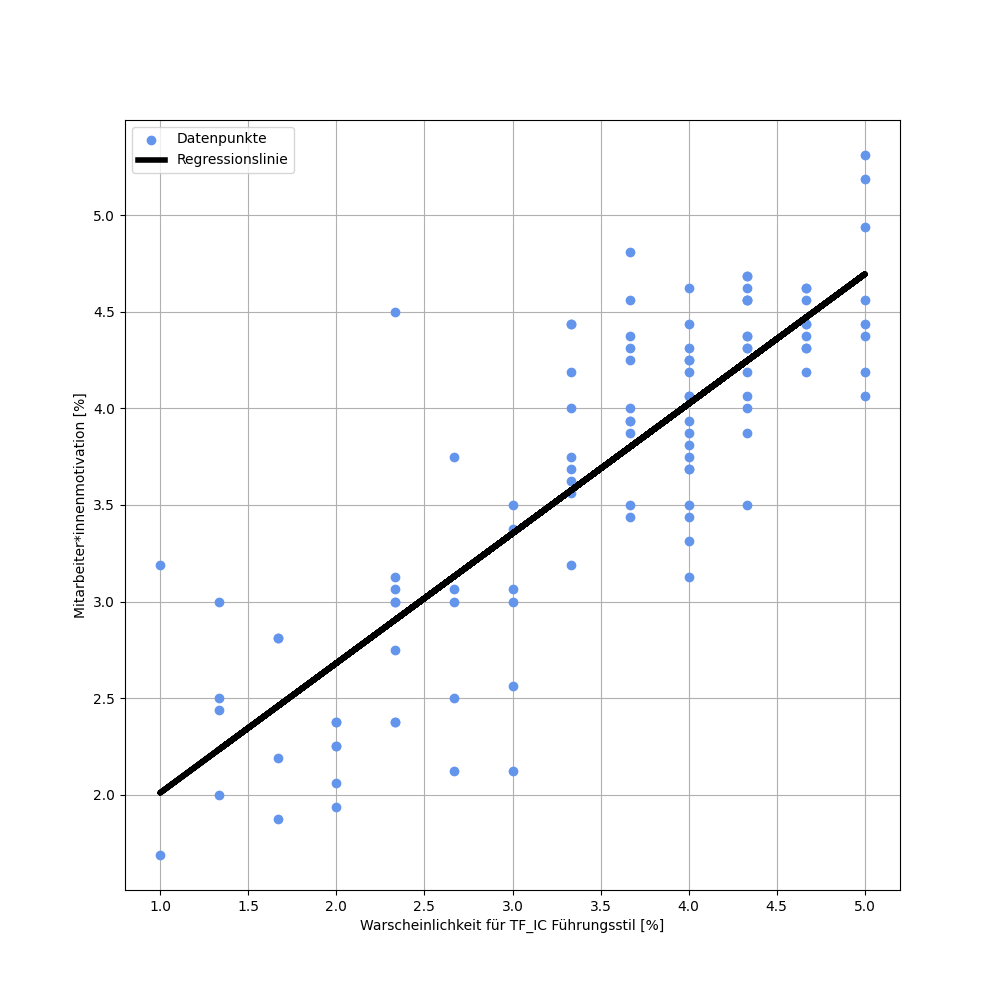 Datenpunkte
Regressionslinie
5.0
4.5
4.0
3.5
3.0
2.5
2.0
Mitarbeiter*innenmotivation [%]
1.0 1.5 2.0 2.5 3.0 3.5 4.0 4.5 5.0
Warscheinlichkeit für TF_IC Führungsstil [%]